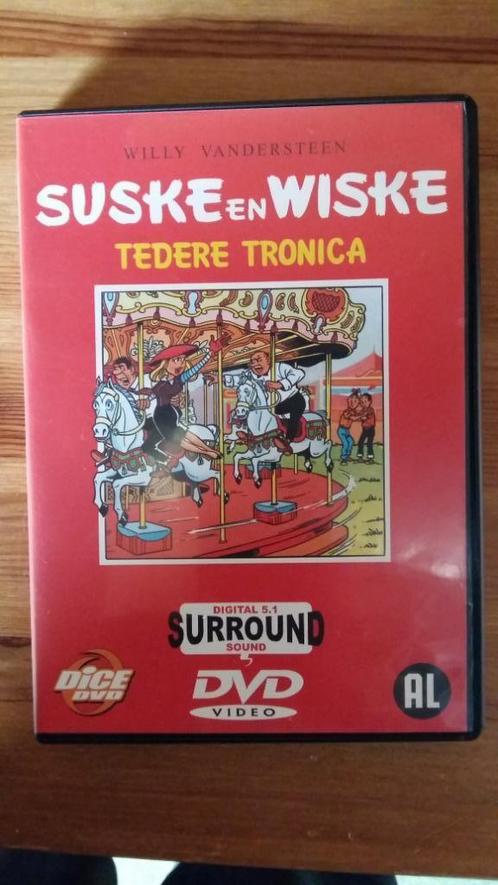 WILLY VANDERSTEEN
SUSKE EN WISKE
TEDERE TRONICA
DIGITAL 5.1
SURROUND
SOUND
DiCE
DVD
DVD
VIDEO
AL